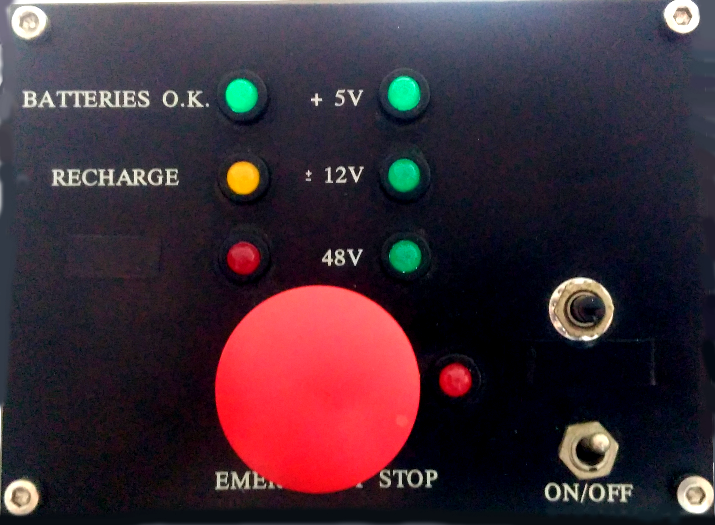 BATTERIES O.K. + 5V
RECHARGE ± 12V
48V
STOP
ON/OFF